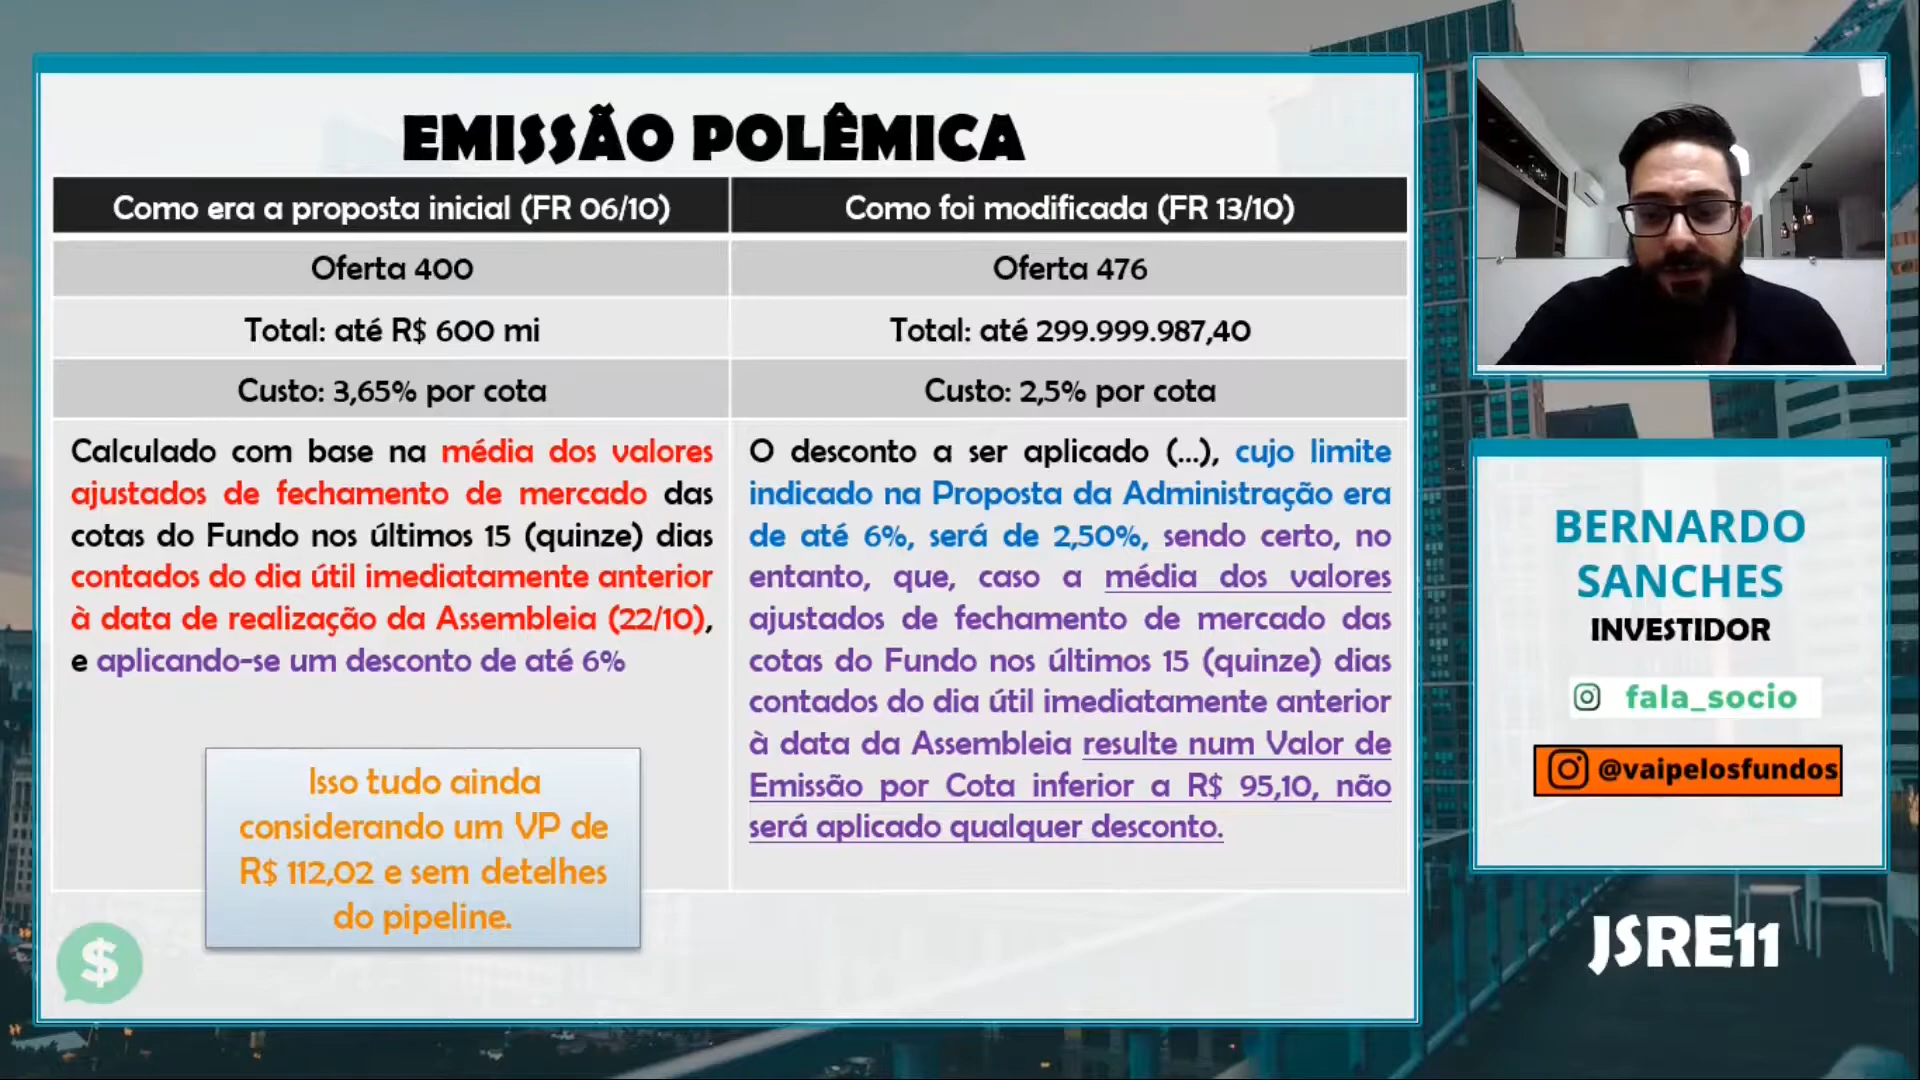 EMISSÃO POLÊMICA
Como era a proposta inicial (FR 06/10)
Como foi modificada (FR 13/10)
Oferta 400
Oferta 476
Total: até R$ 600 mi
Total: até 299.999.987,40
Custo: 3,65% por cota
Custo: 2,5% por cota
Calculado com base na média dos valores
ajustados de fechamento de mercado das
cotas do Fundo nos últimos 15 (quinze) dias
contados do dia útil imediatamente anterior
à data de realização da Assembleia (22/10),
e aplicando-se um desconto de até 6%
O desconto a ser aplicado (...), cujo limite
indicado na Proposta da Administração era
de até 6%, será de 2,50%, sendo certo, no
entanto, que, caso a média dos valores
ajustados de fechamento de mercado das
cotas do Fundo nos últimos 15 (quinze) dias
contados do dia útil imediatamente anterior
à data da Assembleia resulte num Valor de
Emissão por Cota inferior a R$ 95,10, não
será aplicado qualquer desconto.
Isso tudo ainda
considerando um VP de
R$ 112,02 e sem detelhes
do pipeline.
$
BERNARDO
SANCHES
INVESTIDOR
fala_socio
@vaipelosfundos
JSRE11